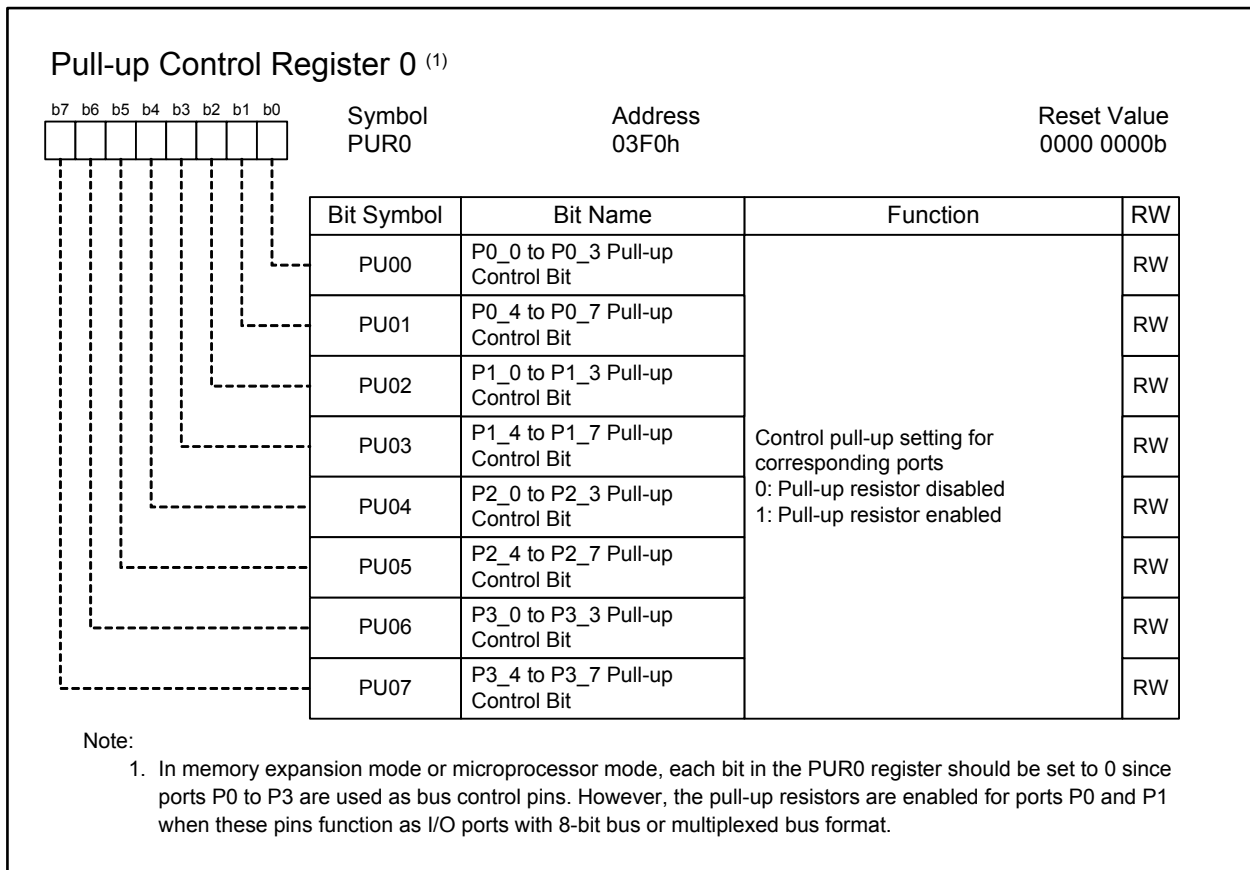 Pull-up Control Register 0 (1)
b7 b6 b5 b4 b3 b2 b1 b0
Symbol Address Reset Value
PUR0 03F0h 0000 0000b
Bit Symbol Bit Name Function RW
PU00 P0_0 to P0_3 Pull-up
Control Bit RW
PU01 P0_4 to P0_7 Pull-up
Control Bit RW
PU02 P1_0 to P1_3 Pull-up
Control Bit RW
PU03 P1_4 to P1_7 Pull-up
Control Bit RW
PU04 P2_0 to P2_3 Pull-up
Control Bit RW
PU05 P2_4 to P2_7 Pull-up
Control Bit RW
PU06 P3_0 to P3_3 Pull-up
Control Bit RW
PU07 P3_4 to P3_7 Pull-up
Control Bit RW
Control pull-up setting for
corresponding ports
0: Pull-up resistor disabled
1: Pull-up resistor enabled
Note:
1. In memory expansion mode or microprocessor mode, each bit in the PUR0 register should be set to 0 since
ports P0 to P3 are used as bus control pins. However, the pull-up resistors are enabled for ports P0 and P1
when these pins function as I/O ports with 8-bit bus or multiplexed bus format.